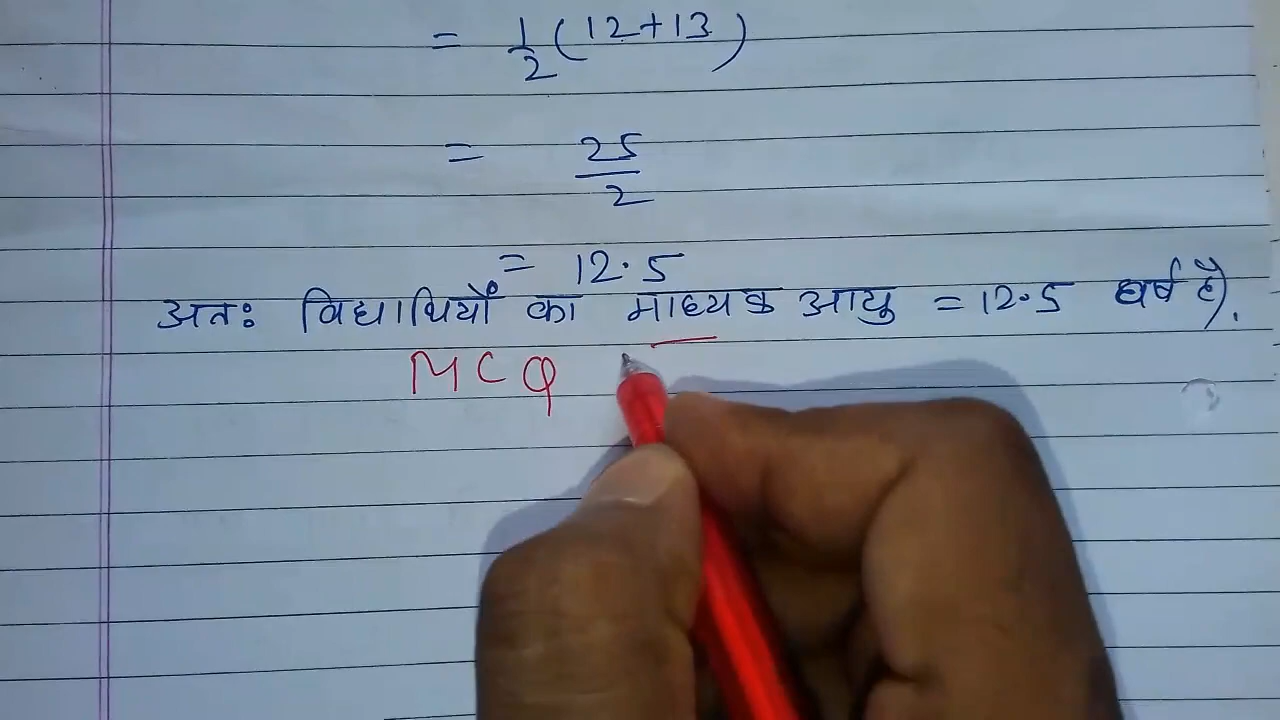 = 1/2 (12+13)
= 25/2
= 12.5
अतः विद्यार्थियों का माध्यक आयु = 12.5 वर्ष है.
MCQ